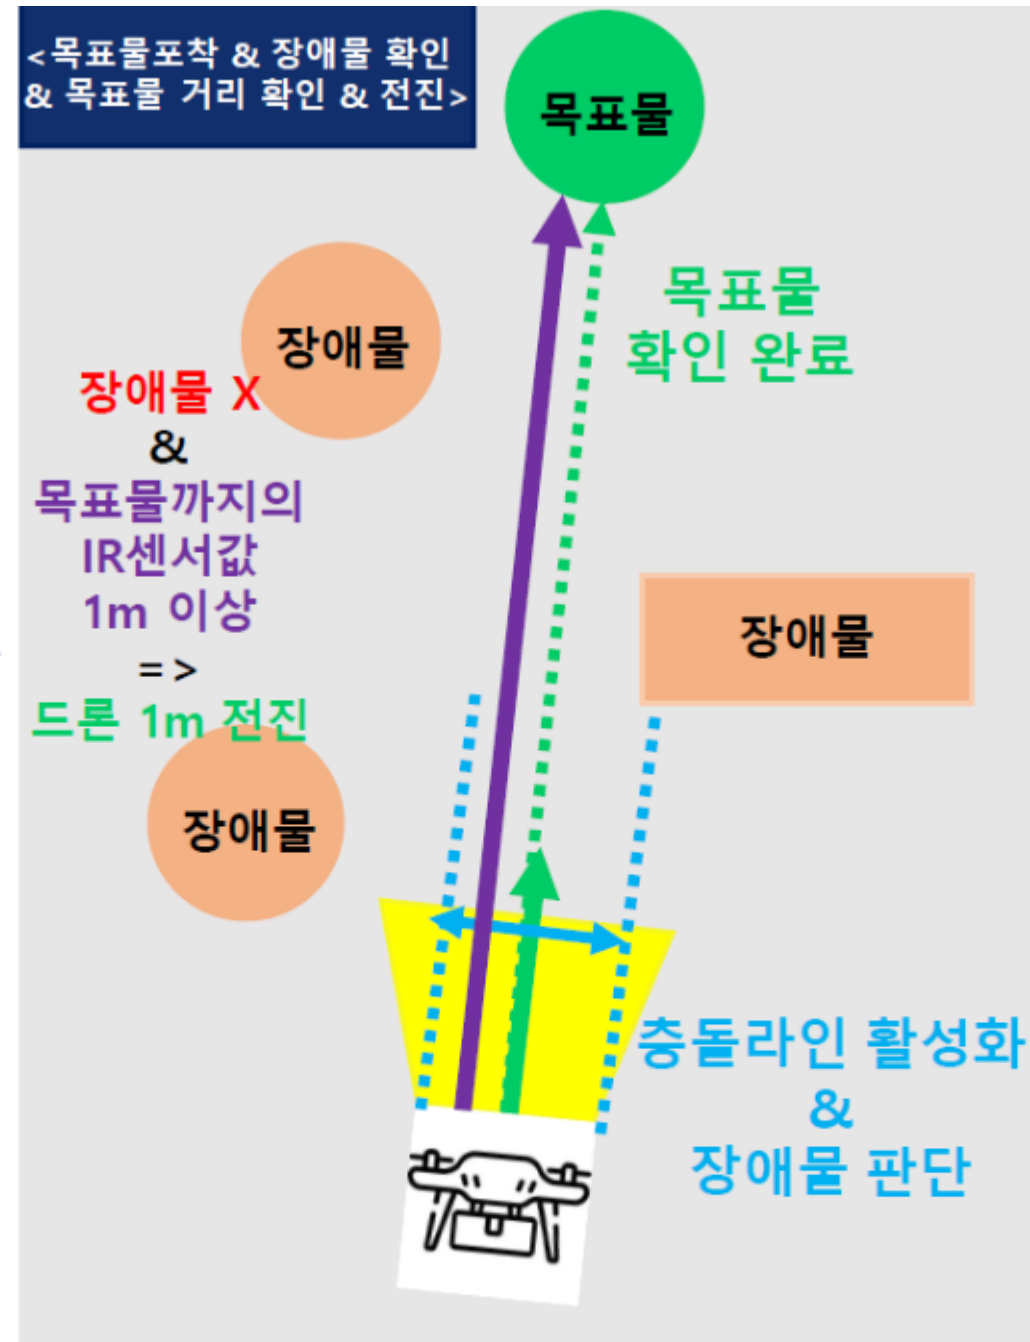 <목표물포착 & 장애물 확인
& 목표물 거리 확인 & 전진>
목표물
목표물
확인 완료
장애물
장애물 X
&
목표물까지의
IR센서값
1m 이상
=>
드론 1m 전진
장애물
장애물
충돌라인 활성화
&
장애물 판단